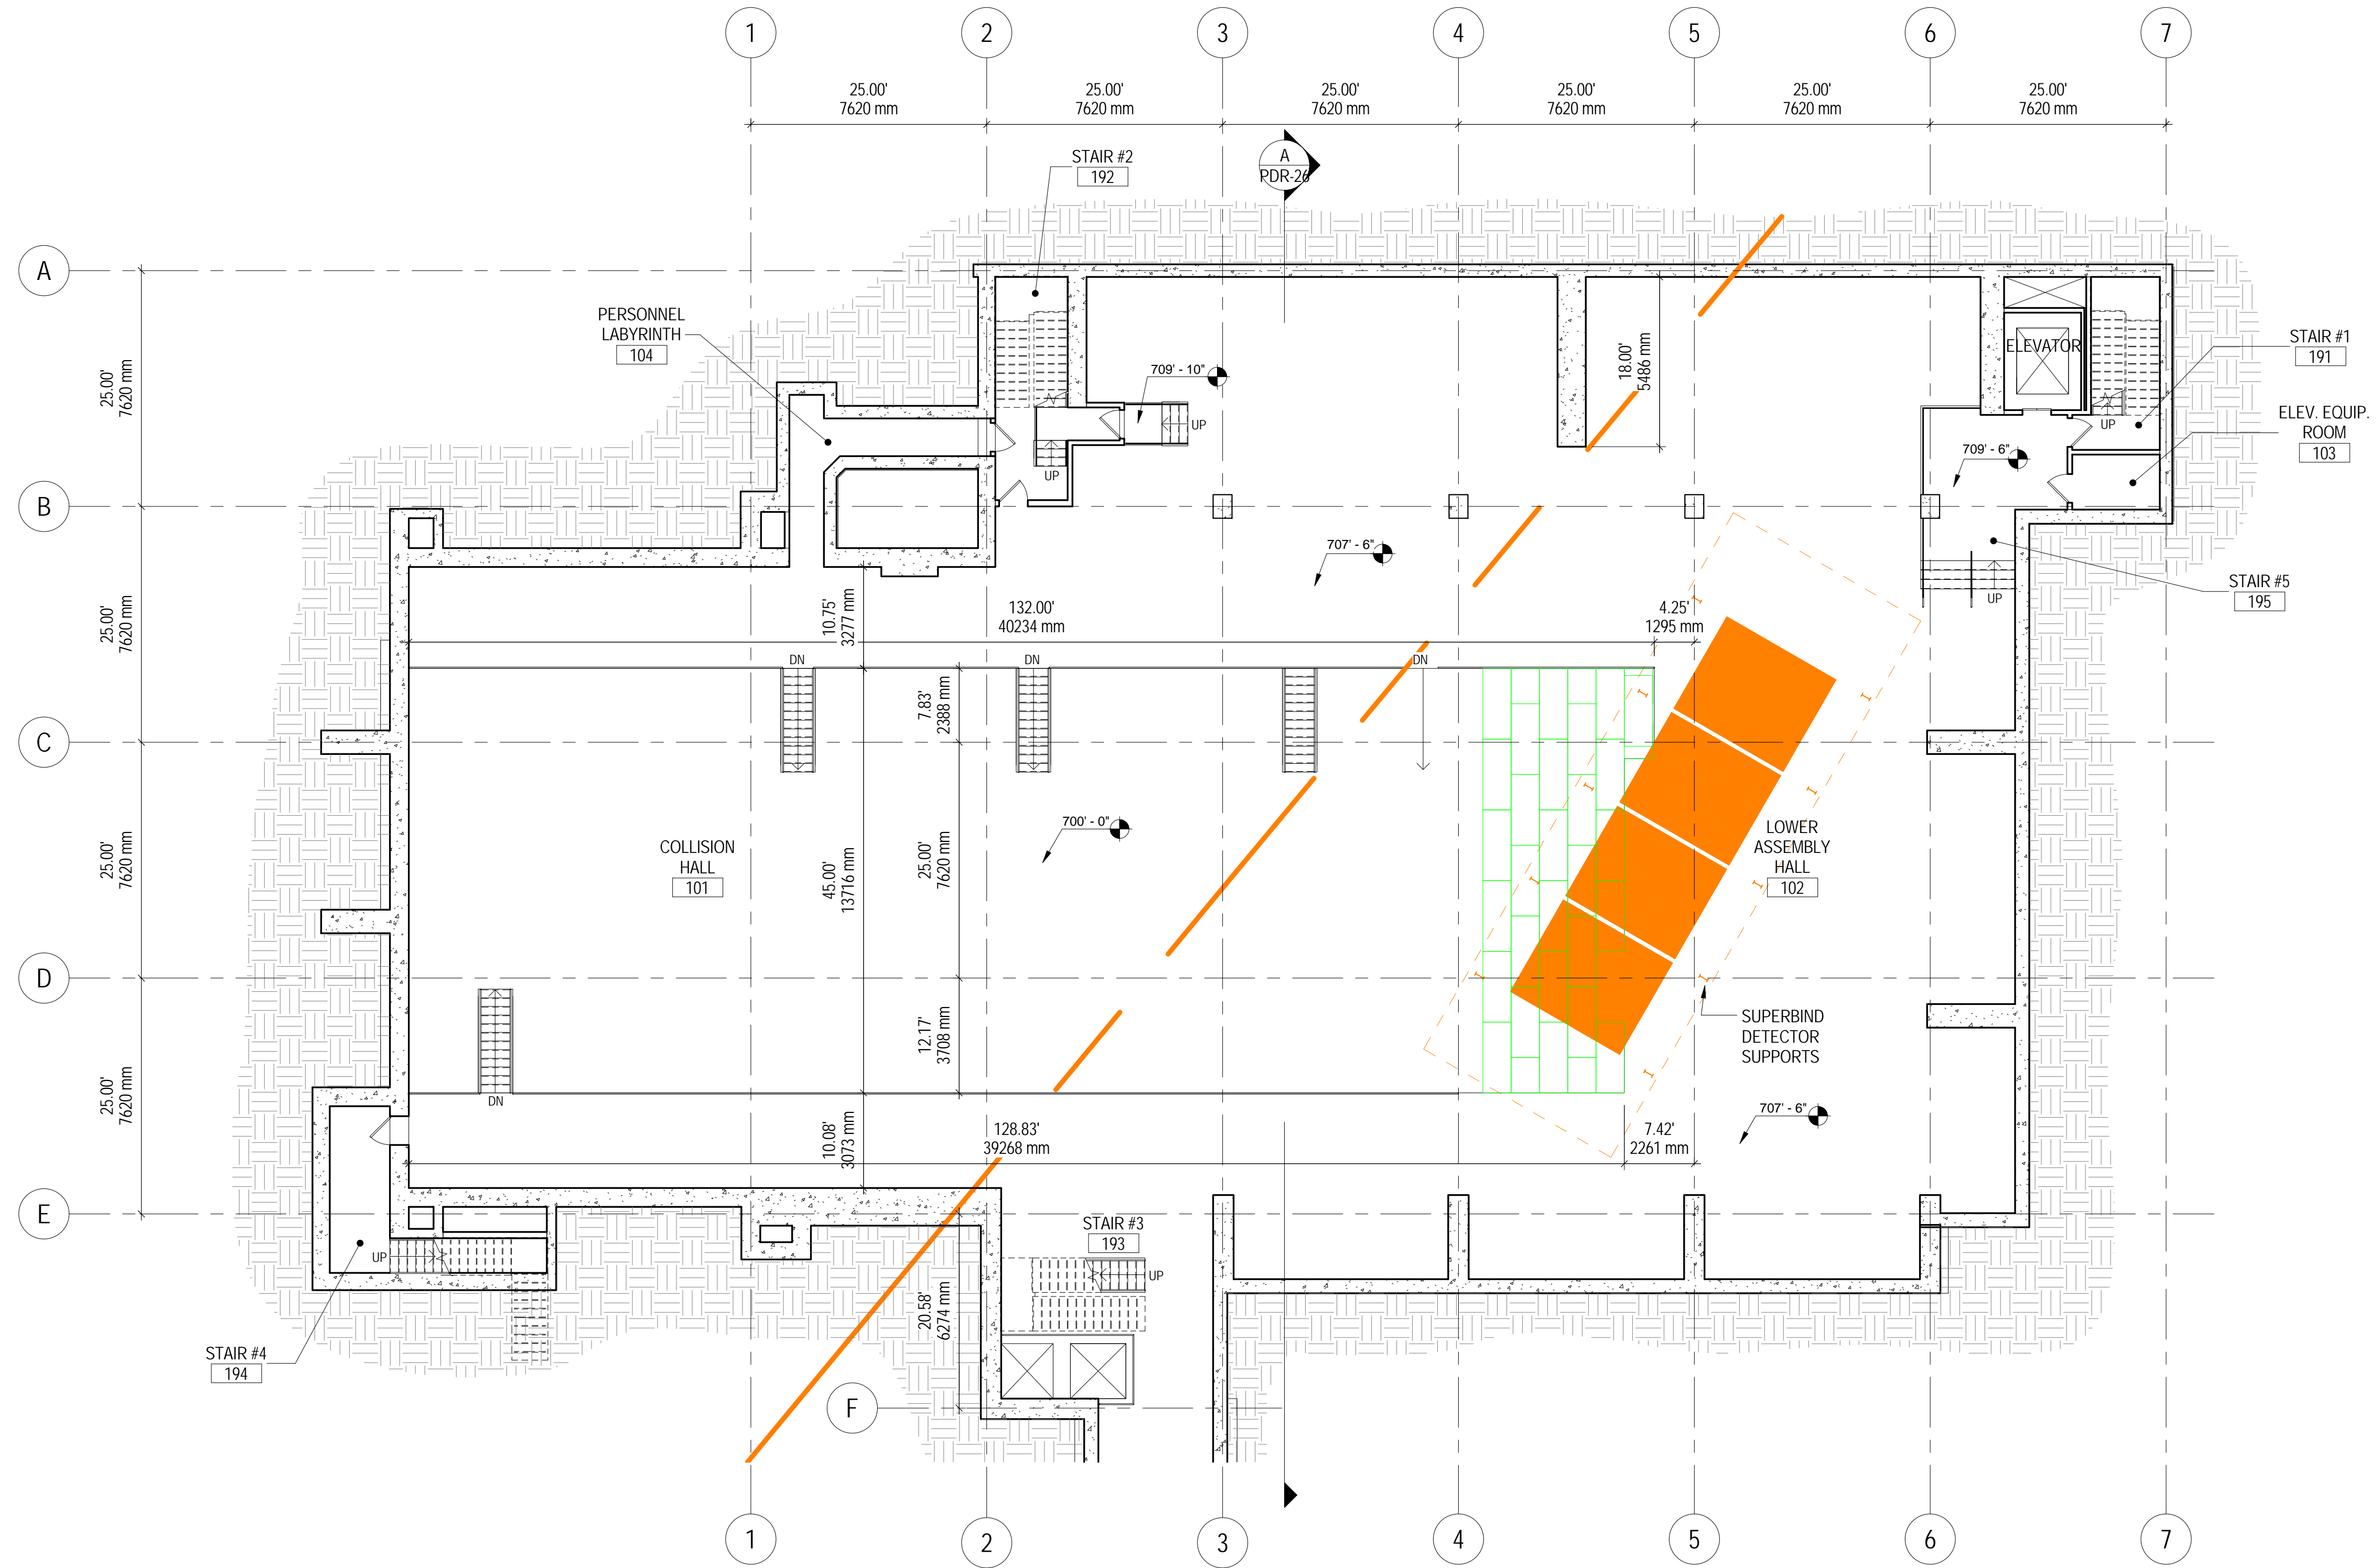 1
2
3
4
5
6
7
25.00'
7620 mm
25.00'
7620 mm
25.00'
7620 mm
25.00'
7620 mm
25.00'
7620 mm
25.00'
7620 mm
STAIR #2
192
A
PDR-26
A
PERSONNEL
LABYRINTH
104
18.00'
5486 mm
ELEVATOR
STAIR #1
191
25.00'
7620 mm
709' - 10"
UP
UP
UP
ELEV. EQUIP.
ROOM
103
709' - 6"
B
707' - 6"
STAIR #5
195
UP
25.00'
7620 mm
10.75'
3277 mm
132.00'
40234 mm
4.25'
1295 mm
DN
DN
DN
7.83'
2388 mm
C
700' - 0"
COLLISION
HALL
101
LOWER
ASSEMBLY
HALL
102
25.00'
7620 mm
45.00'
13716 mm
25.00'
7620 mm
D
SUPERBIND
DETECTOR
SUPPORTS
12.17'
3708 mm
25.00'
7620 mm
DN
707' - 6"
10.08'
3073 mm
128.83'
39268 mm
7.42'
2261 mm
E
STAIR #3
193
UP
UP
20.58'
6274 mm
STAIR #4
194
F
1
2
3
4
5
6
7